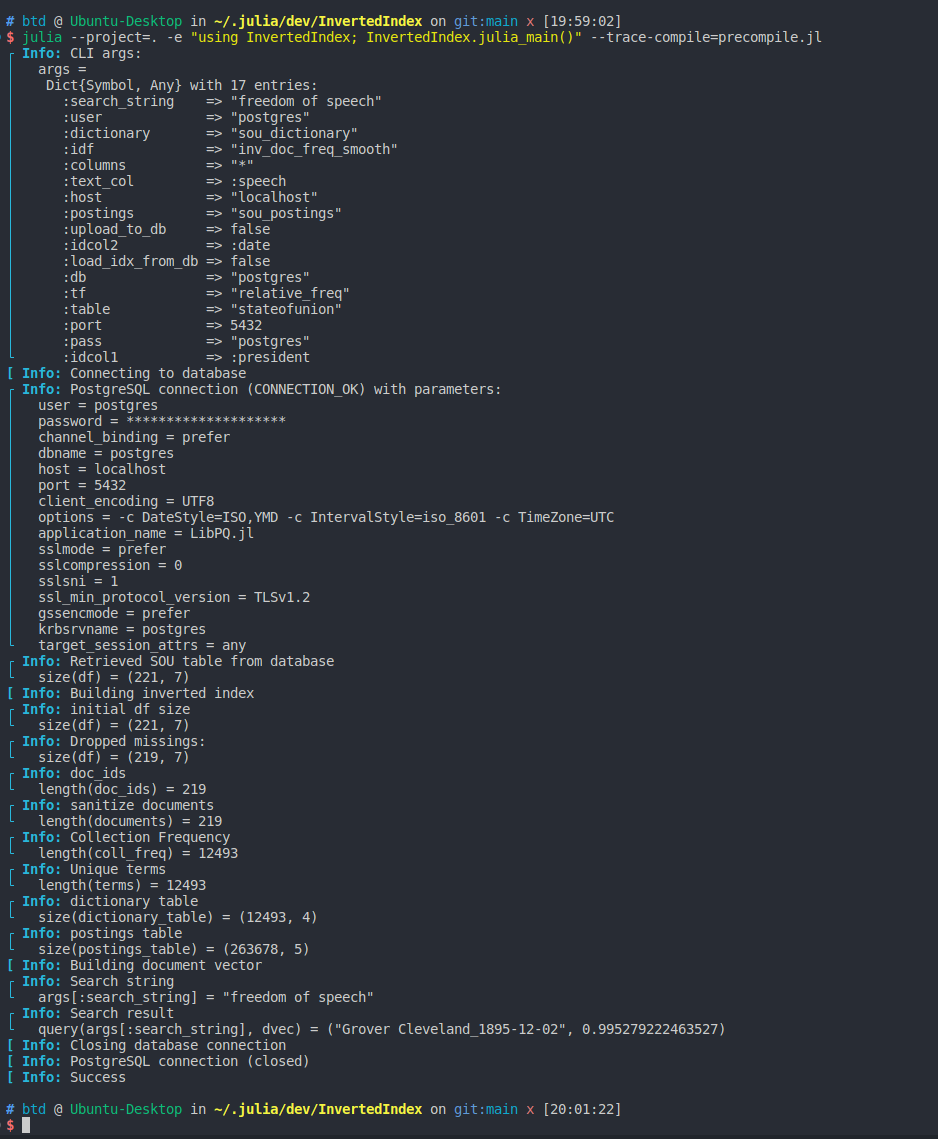 # btd @ Ubuntu-Desktop in ~/.julia/dev/InvertedIndex on git:main x [19:59:02]
$ julia --project=. -e "using InvertedIndex; InvertedIndex.julia_main()" --trace-compile=precompile.jl
┌ Info: CLI args:
│   args =
│    Dict{Symbol, Any} with 17 entries:
│      :search_string    => "freedom of speech"
│      :user             => "postgres"
│      :dictionary       => "sou_dictionary"
│      :idf              => "inv_doc_freq_smooth"
│      :columns          => "*"
│      :text_col         => :speech
│      :host             => "localhost"
│      :postings         => "sou_postings"
│      :upload_to_db     => false
│      :idcol2           => :date
│      :load_idx_from_db => false
│      :db               => "postgres"
│      :tf               => "relative_freq"
│      :table            => "stateofunion"
│      :port             => 5432
│      :pass             => "postgres"
└      :idcol1           => :president
[ Info: Connecting to database
┌ Info: PostgreSQL connection (CONNECTION_OK) with parameters:
│   user = postgres
│   password = ********************
│   channel_binding = prefer
│   dbname = postgres
│   host = localhost
│   port = 5432
│   client_encoding = UTF8
│   options = -c DateStyle=ISO,YMD -c IntervalStyle=iso_8601 -c TimeZone=UTC
│   application_name = LibPQ.jl
│   sslmode = prefer
│   sslcompression = 0
│   sslsni = 1
│   ssl_min_protocol_version = TLSv1.2
│   gssencmode = prefer
│   krbsrvname = postgres
└   target_session_attrs = any
┌ Info: Retrieved SOU table from database
└   size(df) = (221, 7)
[ Info: Building inverted index
┌ Info: initial df size
└   size(df) = (221, 7)
┌ Info: Dropped missings:
└   size(df) = (219, 7)
┌ Info: doc_ids
└   length(doc_ids) = 219
┌ Info: sanitize documents
└   length(documents) = 219
┌ Info: Collection Frequency
└   length(coll_freq) = 12493
┌ Info: Unique terms
└   length(terms) = 12493
┌ Info: dictionary table
└   size(dictionary_table) = (12493, 4)
┌ Info: postings table
└   size(postings_table) = (263678, 5)
[ Info: Building document vector
┌ Info: Search string
└   args[:search_string] = "freedom of speech"
┌ Info: Search result
└   query(args[:search_string], dvec) = ("Grover Cleveland_1895-12-02", 0.995279222463527)
[ Info: Closing database connection
[ Info: PostgreSQL connection (closed)
[ Info: Success
# btd @ Ubuntu-Desktop in ~/.julia/dev/InvertedIndex on git:main x [20:01:22]
$